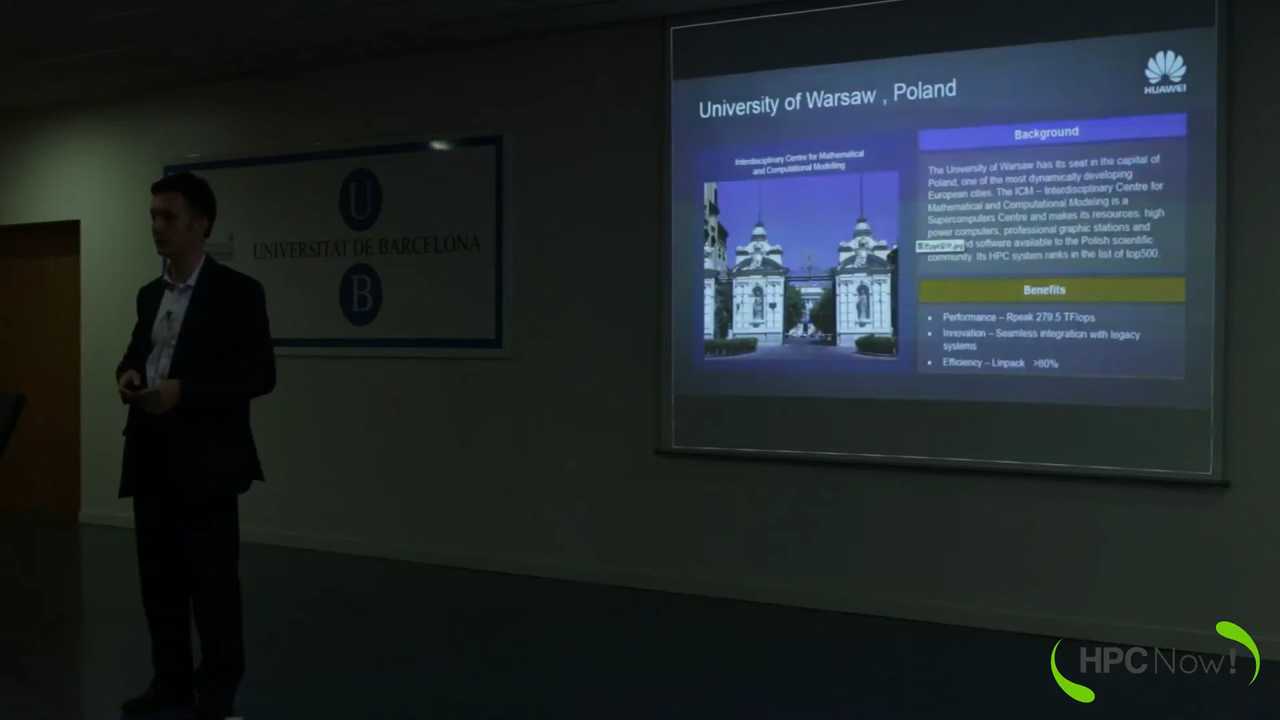 University of Warsaw , Poland
HUAWEI
Interdisciplinary Centre for Mathematical
and Computational Modelling
Background
The University of Warsaw has its seat in the capital of
Poland, one of the most dynamically developing
European cities. The ICM – Interdisciplinary Centre for
Mathematical and Computational Modeling is a
Supercomputers Centre and makes its resources: high
power computers, professional graphic stations and
software available to the Polish scientific
community. Its HPC system ranks in the list of top500.
Benefits
• Performance – Rpeak 279.5 TFlops
• Innovation – Seamless integration with legacy
systems
• Efficiency – Linpack >80%
U
UNIVERSITAT DE BARCELONA
B
HPCNow!